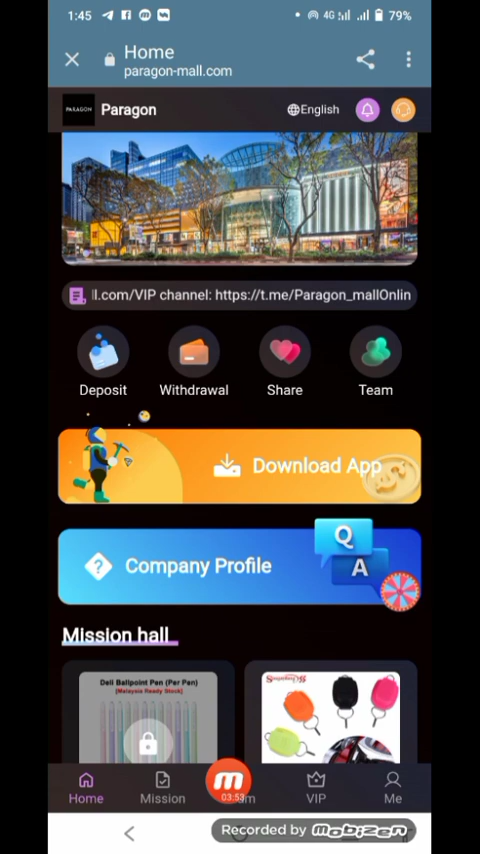 1:45
4G
79%
Home
paragon-mall.com
PARAGON
Paragon
English
l.com/VIP channel: https://t.me/Paragon_mallOnlin
Deposit
Withdrawal
Share
Team
Download App
Company Profile
Q
A
?
Mission hall
Deli Ballpoint Pen (Per Pen)
[Malaysia Ready Stock]
Home
Mission
03:53
m
VIP
Me
Recorded by MOBIZEN